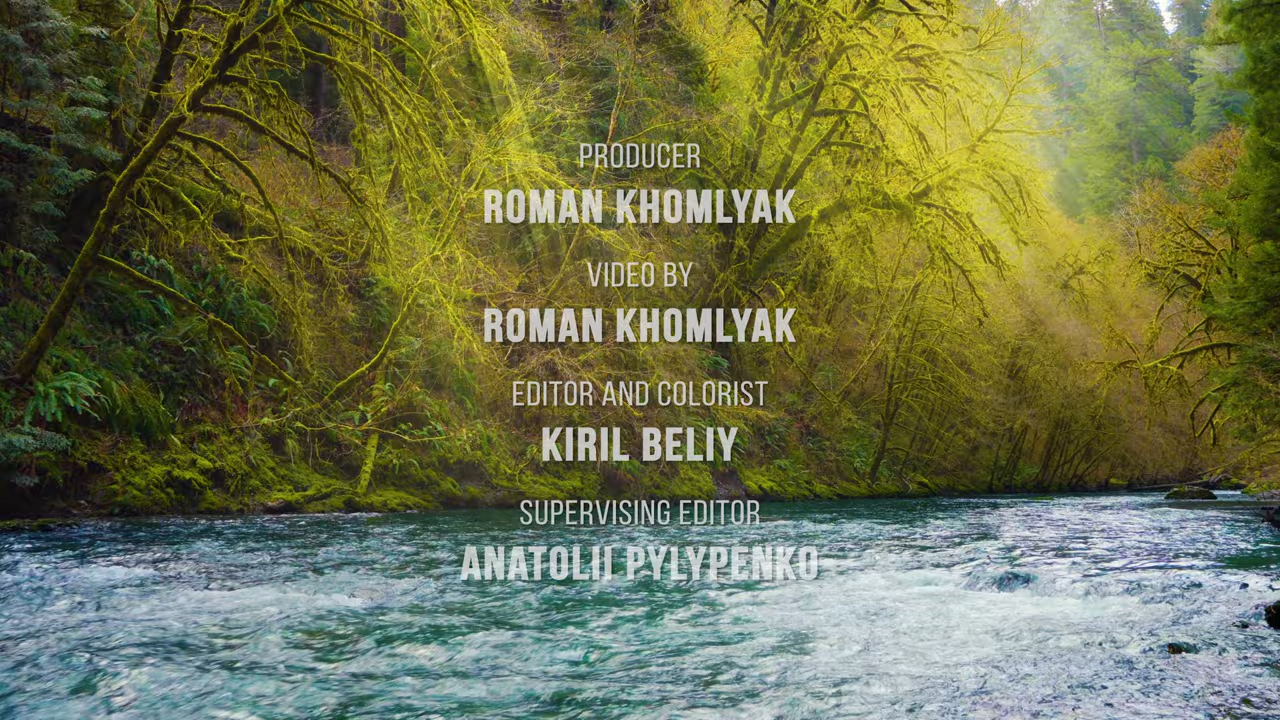 PRODUCER
ROMAN KHOMLYAK
VIDEO BY
ROMAN KHOMLYAK
EDITOR AND COLORIST
KIRIL BELIY
SUPERVISING EDITOR
ANATOLII PYLYPENKO